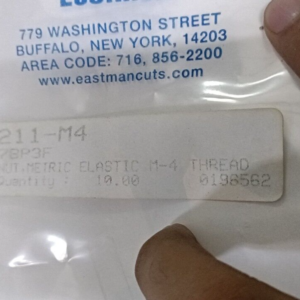 779 WASHINGTON STREET
BUFFALO, NEW YORK, 14203
AREA CODE: 716, 856-2200
www.eastmancuts.com
211-M4
78P3F
METRIC ELASTIC M-4 THREAD
Quantity : 10.00 0198562